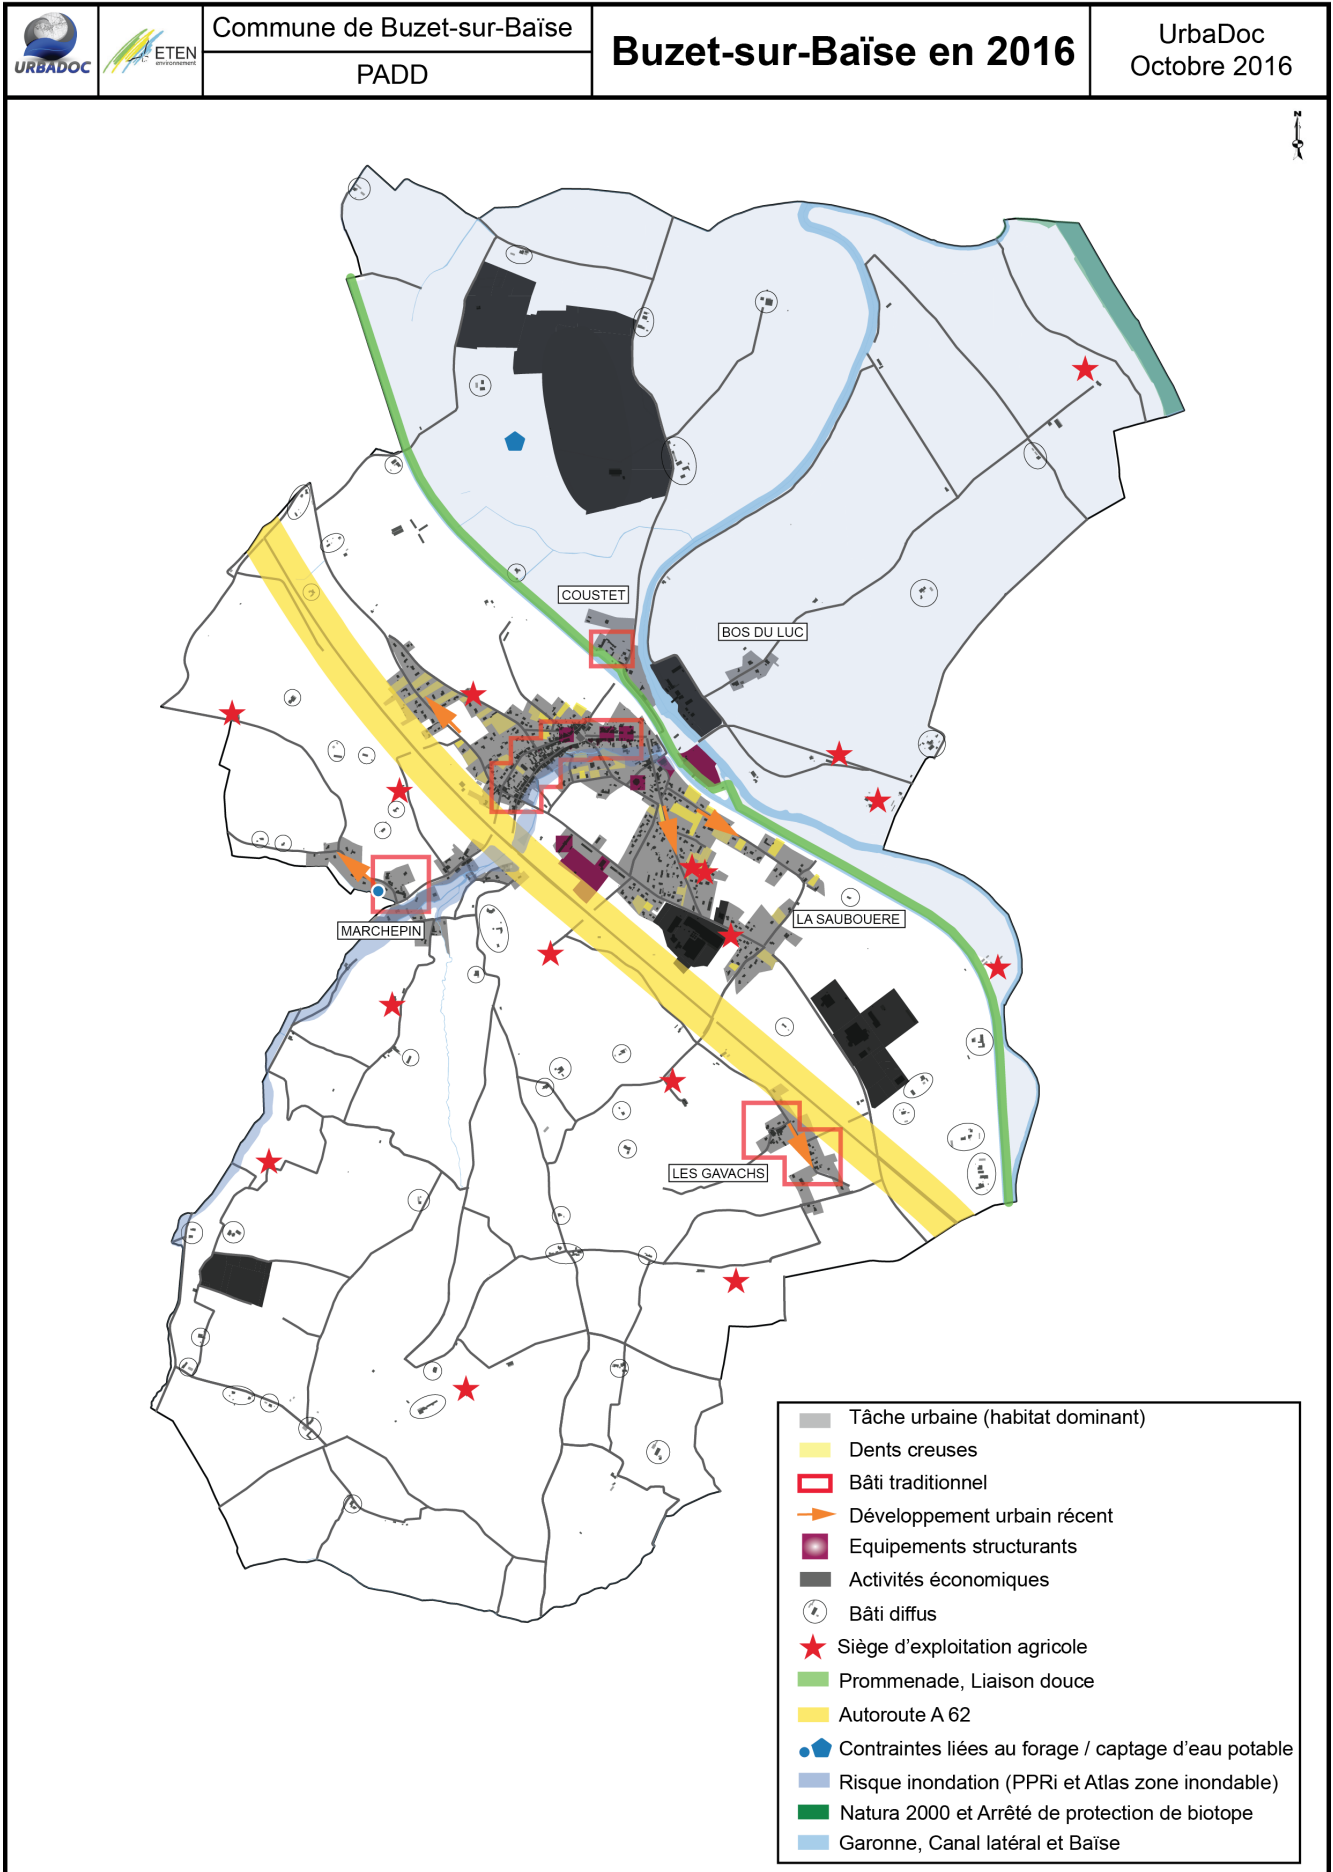 URBADOC
ETEN
environnement
Commune de Buzet-sur-Baïse
PADD
Buzet-sur-Baïse en 2016
UrbaDoc
Octobre 2016
N
COUSTET
BOS DU LUC
LA SAUBOUERE
MARCHEPIN
LES GAVACHS
Tâche urbaine (habitat dominant)
Dents creuses
Bâti traditionnel
Développement urbain récent
Equipements structurants
Activités économiques
Bâti diffus
Siège d'exploitation agricole
Prommenade, Liaison douce
Autoroute A 62
Contraintes liées au forage / captage d'eau potable
Risque inondation (PPRi et Atlas zone inondable)
Natura 2000 et Arrêté de protection de biotope
Garonne, Canal latéral et Baïse